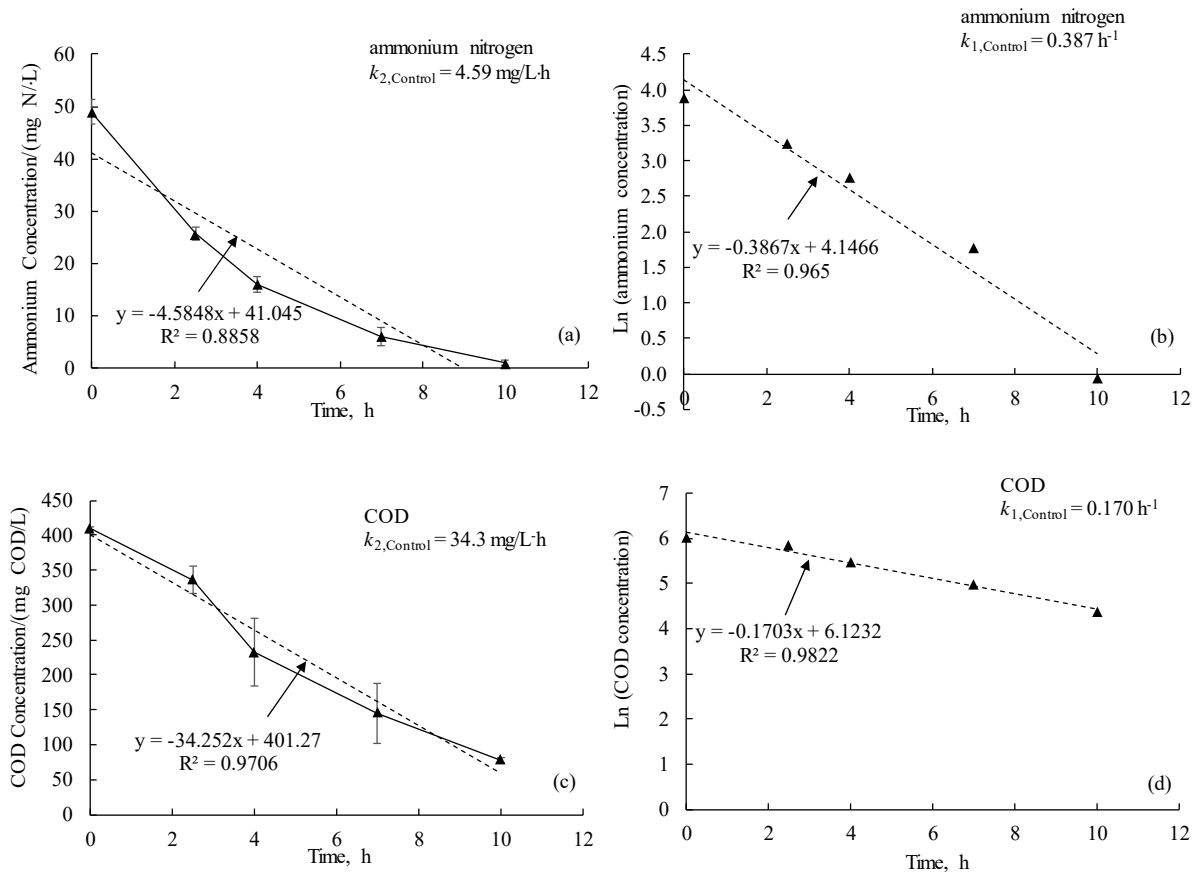 ammonium nitrogen
k2,Control = 4.59 mg/L·h
Ammonium Concentration/(mg N/·L)
60
50
40
30
20
10
0
y = -4.5848x + 41.045
R² = 0.8858
(a)
0 2 4 6 8 10 12
Time, h
ammonium nitrogen
k1,Control = 0.387 h-1
Ln (ammonium concentration)
4.5
4.0
3.5
3.0
2.5
2.0
1.5
1.0
0.5
0.0
-0.5
y = -0.3867x + 4.1466
R² = 0.965
(b)
0 2 4 6 8 10 12
Time, h
COD
k2,Control = 34.3 mg/L·h
COD Concentration/(mg COD/L)
450
400
350
300
250
200
150
100
50
0
y = -34.252x + 401.27
R² = 0.9706
(c)
0 2 4 6 8 10 12
Time, h
COD
k1,Control = 0.170 h-1
Ln (COD concentration)
7
6
5
4
3
2
1
0
y = -0.1703x + 6.1232
R² = 0.9822
(d)
0 2 4 6 8 10 12
Time, h